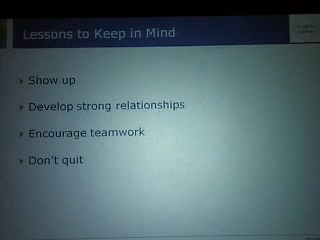 Lessons to Keep in Mind
Show up
Develop strong relationships
Encourage teamwork
Don't quit